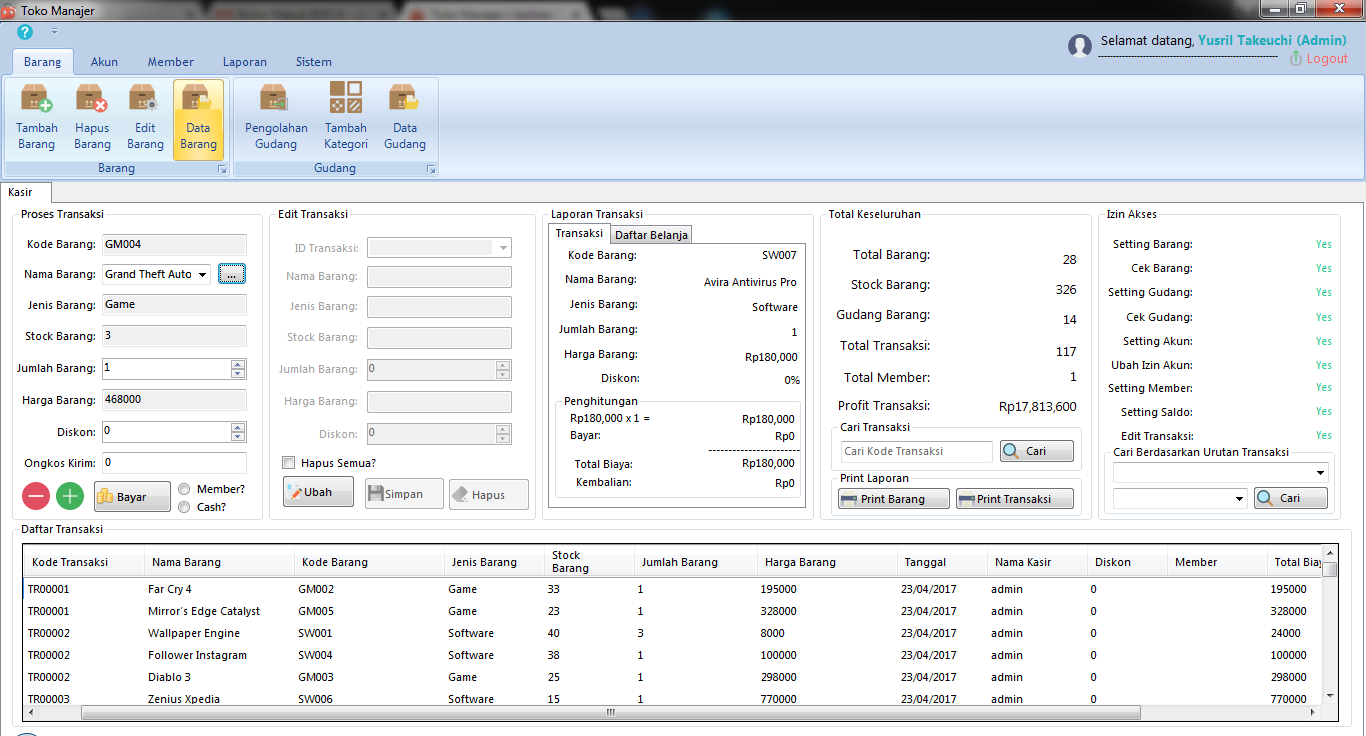 Toko Manajer
Selamat datang, Yusril Takeuchi (Admin)
Logout
Barang Akun Member Laporan Sistem
Tambah Barang
Hapus Barang
Edit Barang
Data Barang
Pengolahan Gudang
Tambah Kategori
Data Gudang
Barang
Gudang
Kasir
Proses Transaksi
Kode Barang: GM004
Nama Barang: Grand Theft Auto ...
Jenis Barang: Game
Stock Barang: 3
Jumlah Barang: 1
Harga Barang: 468000
Diskon: 0
Ongkos Kirim: 0
Bayar
Member?
Cash?
Edit Transaksi
ID Transaksi:
Nama Barang:
Jenis Barang:
Stock Barang:
Jumlah Barang: 0
Harga Barang:
Diskon: 0
Hapus Semua?
Ubah Simpan Hapus
Laporan Transaksi
Transaksi Daftar Belanja
Kode Barang: SW007
Nama Barang: Avira Antivirus Pro
Jenis Barang: Software
Jumlah Barang: 1
Harga Barang: Rp180,000
Diskon: 0%
Penghitungan
Rp180,000 x 1 = Rp180,000
Bayar: Rp0
Total Biaya: Rp180,000
Kembalian: Rp0
Total Keseluruhan
Total Barang: 28
Stock Barang: 326
Gudang Barang: 14
Total Transaksi: 117
Total Member: 1
Profit Transaksi: Rp17,813,600
Cari Transaksi
Cari Kode Transaksi Cari
Print Laporan
Print Barang Print Transaksi
Izin Akses
Setting Barang: Yes
Cek Barang: Yes
Setting Gudang: Yes
Cek Gudang: Yes
Setting Akun: Yes
Ubah Izin Akun: Yes
Setting Member: Yes
Setting Saldo: Yes
Edit Transaksi: Yes
Cari Berdasarkan Urutan Transaksi
Cari
Daftar Transaksi
Kode Transaksi Nama Barang Kode Barang Jenis Barang Stock Barang Jumlah Barang Harga Barang Tanggal Nama Kasir Diskon Member Total Biay
TR00001 Far Cry 4 GM002 Game 33 1 195000 23/04/2017 admin 0 195000
TR00001 Mirror's Edge Catalyst GM005 Game 23 1 328000 23/04/2017 admin 0 328000
TR00002 Wallpaper Engine SW001 Software 40 3 8000 23/04/2017 admin 0 24000
TR00002 Follower Instagram SW004 Software 38 1 100000 23/04/2017 admin 0 100000
TR00002 Diablo 3 GM003 Game 25 1 298000 23/04/2017 admin 0 298000
TR00003 Zenius Xpedia SW006 Software 15 1 770000 23/04/2017 admin 0 770000